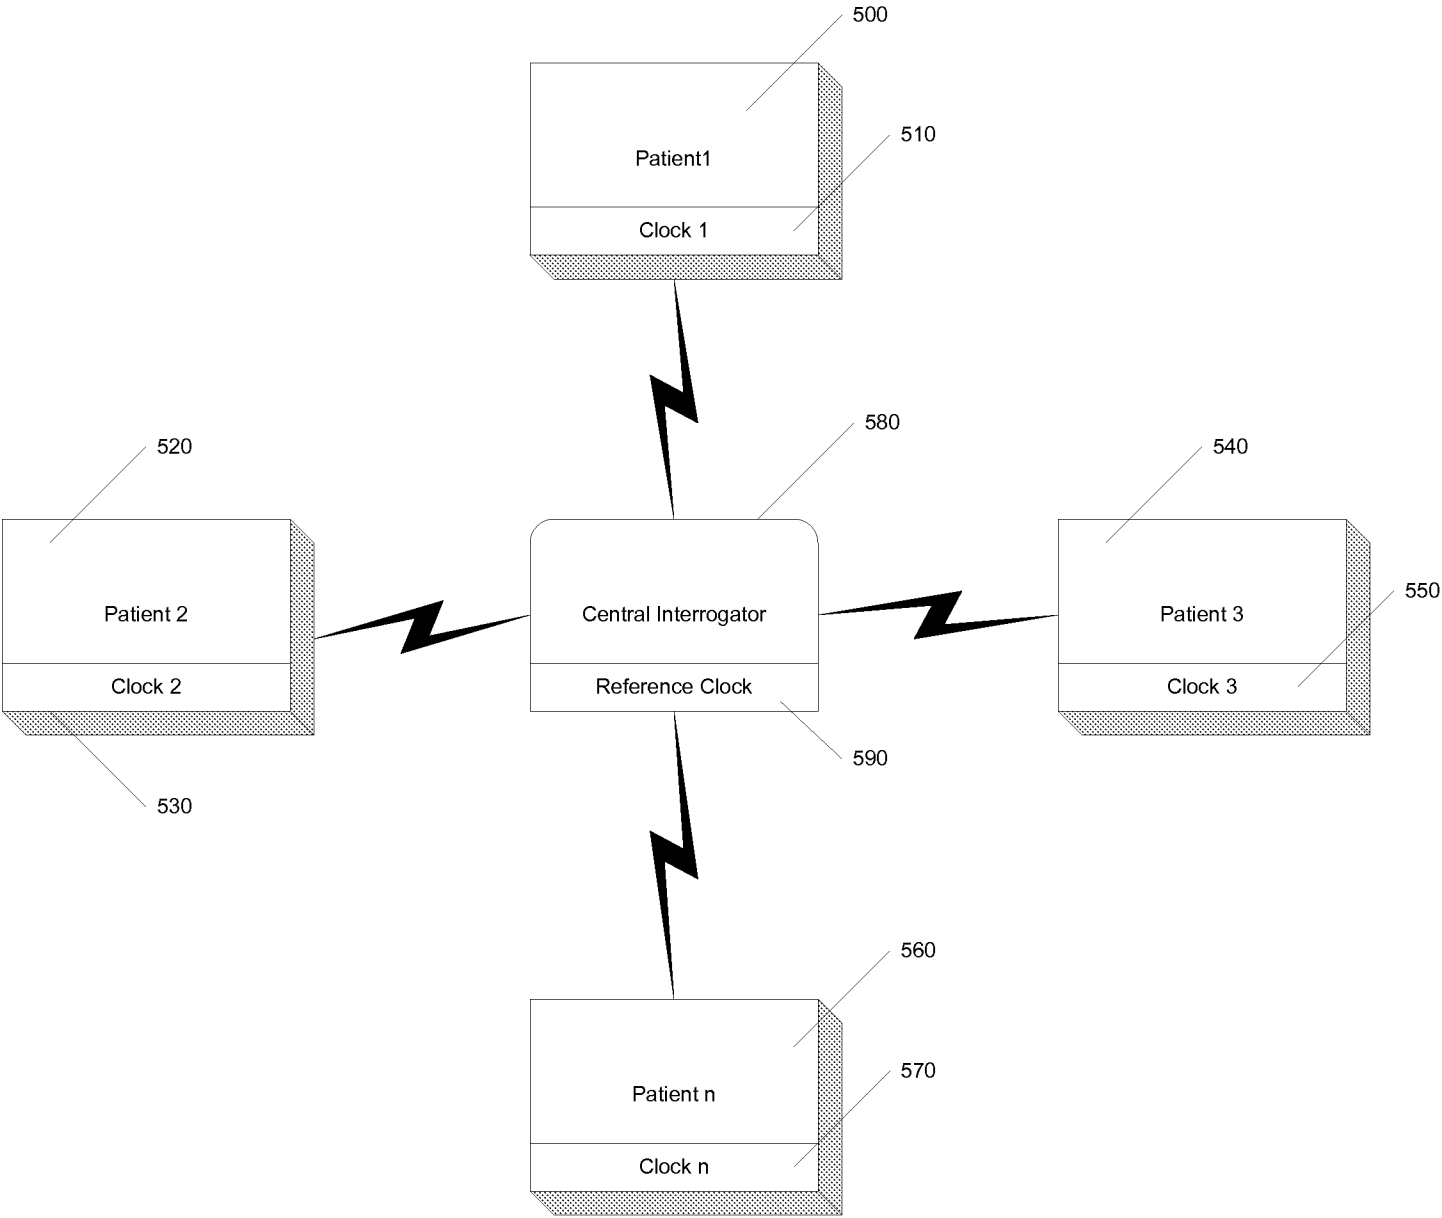 500
510
Patient1
Clock 1
580
520
540
550
Patient 2
Central Interrogator
Patient 3
Clock 2
Reference Clock
Clock 3
590
530
560
570
Patient n
Clock n